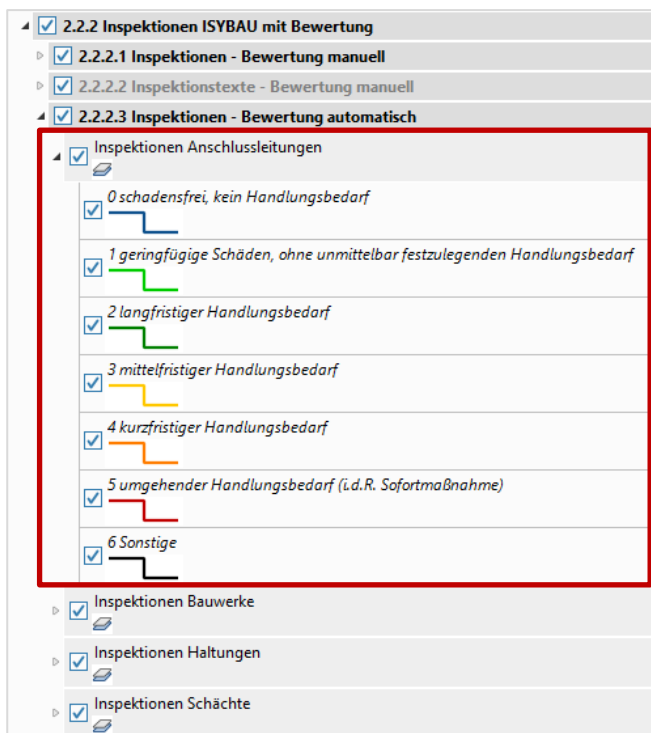 2.2.2 Inspektionen ISYBAU mit Bewertung
2.2.2.1 Inspektionen - Bewertung manuell
2.2.2.2 Inspektionstexte - Bewertung manuell
2.2.2.3 Inspektionen - Bewertung automatisch
Inspektionen Anschlussleitungen
0 schadensfrei, kein Handlungsbedarf
1 geringfügige Schäden, ohne unmittelbar festzulegenden Handlungsbedarf
2 langfristiger Handlungsbedarf
3 mittelfristiger Handlungsbedarf
4 kurzfristiger Handlungsbedarf
5 umgehender Handlungsbedarf (i.d.R. Sofortmaßnahme)
6 Sonstige
Inspektionen Bauwerke
Inspektionen Haltungen
Inspektionen Schächte